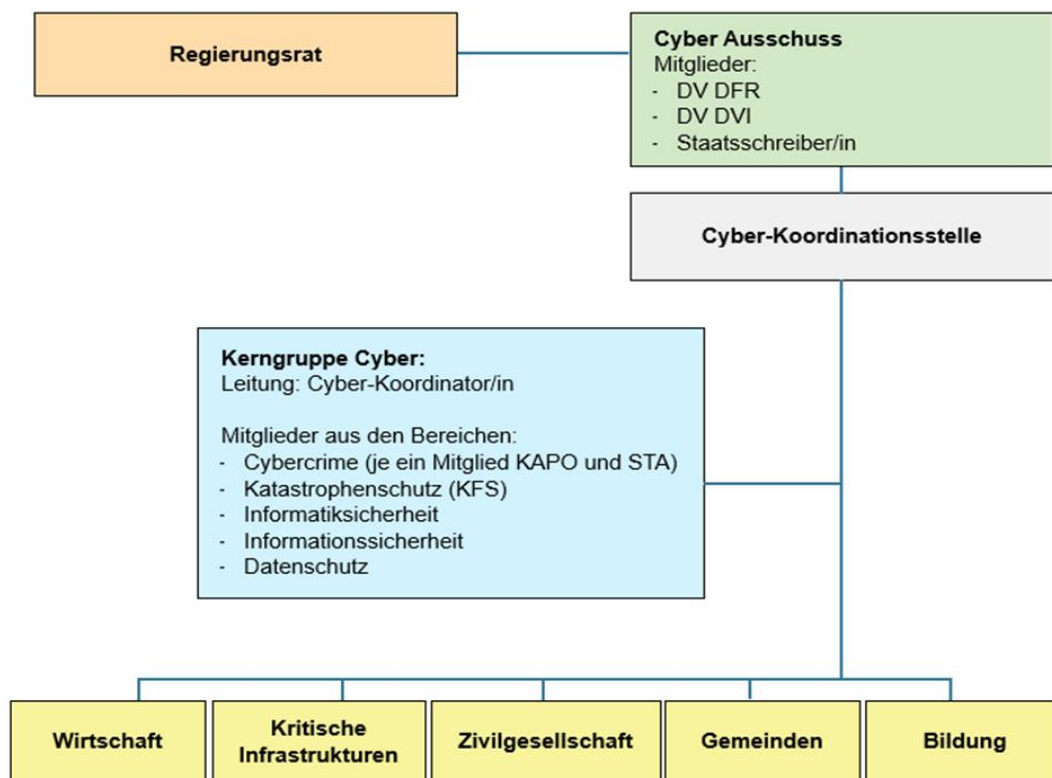 Regierungsrat
Cyber Ausschuss
Mitglieder:
- DV DFR
- DV DVI
- Staatsschreiber/in
Cyber-Koordinationsstelle
Kerngruppe Cyber:
Leitung: Cyber-Koordinator/in
Mitglieder aus den Bereichen:
- Cybercrime (je ein Mitglied KAPO und STA)
- Katastrophenschutz (KFS)
- Informatiksicherheit
- Informationssicherheit
- Datenschutz
Wirtschaft
Kritische
Infrastrukturen
Zivilgesellschaft
Gemeinden
Bildung